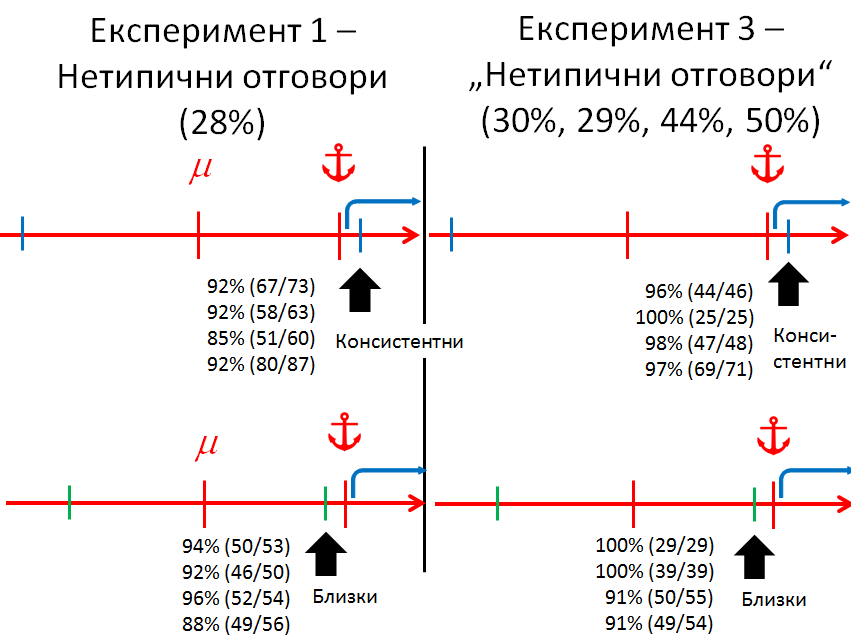 Експеримент 1 –
Нетипични отговори
(28%)
μ
92% (67/73)
92% (58/63)
85% (51/60)
92% (80/87)
Консистентни
μ
94% (50/53)
92% (46/50)
96% (52/54)
88% (49/56)
Близки
Експеримент 3 –
„Нетипични отговори“
(30%, 29%, 44%, 50%)
96% (44/46)
100% (25/25)
98% (47/48)
97% (69/71)
Конси-
стентни
100% (29/29)
100% (39/39)
91% (50/55)
91% (49/54)
Близки